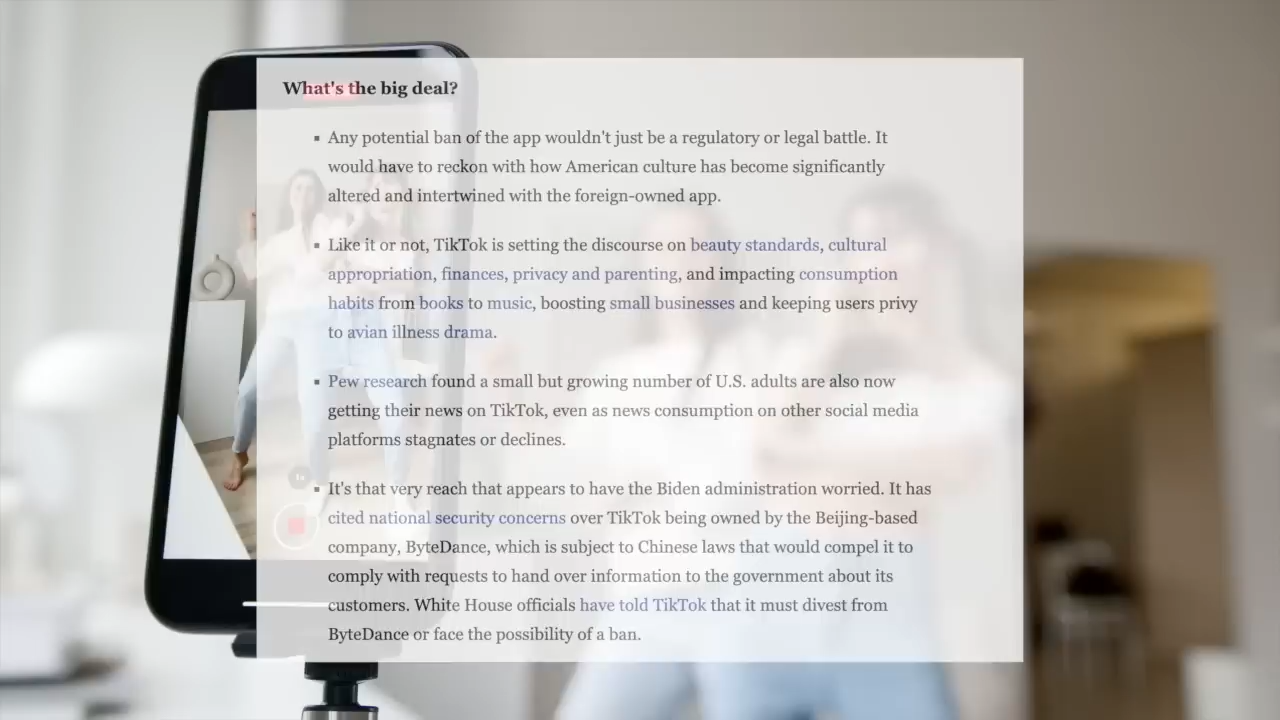 What's the big deal?
▪ Any potential ban of the app wouldn't just be a regulatory or legal battle. It
would have to reckon with how American culture has become significantly
altered and intertwined with the foreign-owned app.
▪ Like it or not, TikTok is setting the discourse on beauty standards, cultural
appropriation, finances, privacy and parenting, and impacting consumption
habits from books to music, boosting small businesses and keeping users privy
to avian illness drama.
▪ Pew research found a small but growing number of U.S. adults are also now
getting their news on TikTok, even as news consumption on other social media
platforms stagnates or declines.
▪ It's that very reach that appears to have the Biden administration worried. It has
cited national security concerns over TikTok being owned by the Beijing-based
company, ByteDance, which is subject to Chinese laws that would compel it to
comply with requests to hand over information to the government about its
customers. White House officials have told TikTok that it must divest from
ByteDance or face the possibility of a ban.